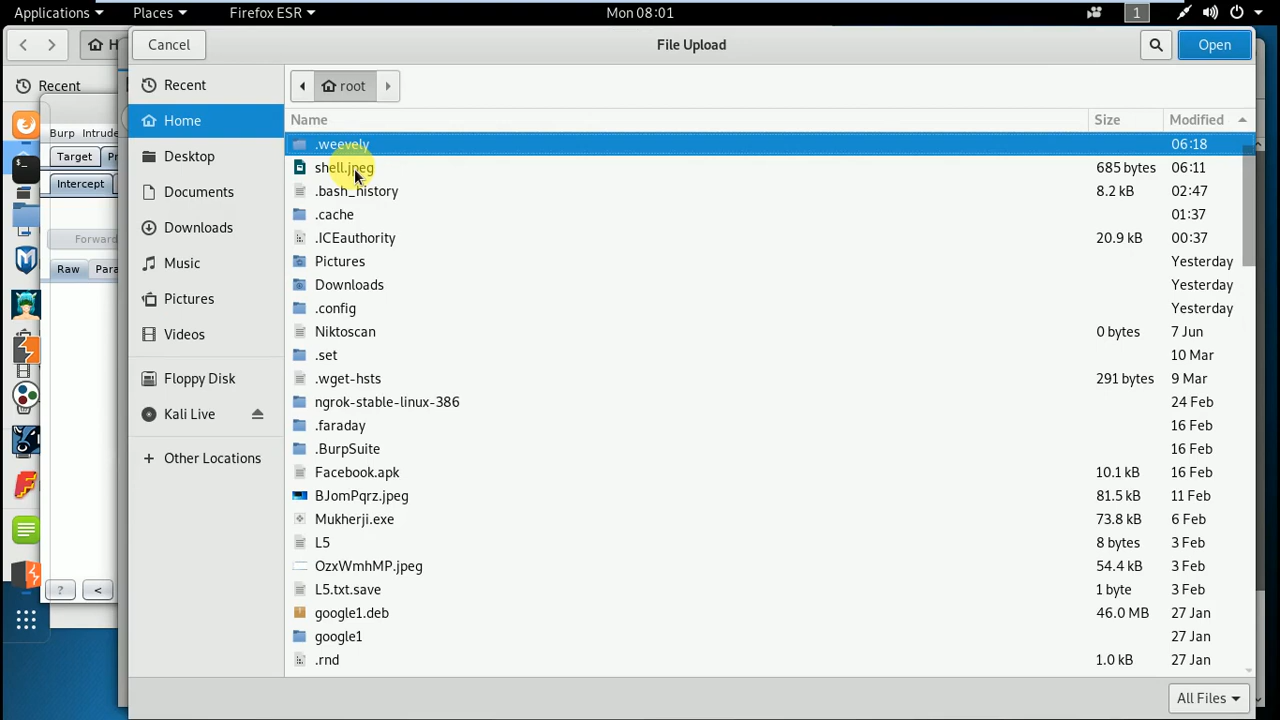 Applications Places Firefox ESR Mon 08:01 1
Cancel File Upload Open
Recent
Burp Intrude
Target Pr
Intercept
Forward
Raw Para
? <
Recent
Home
Desktop
Documents
Downloads
Music
Pictures
Videos
Floppy Disk
Kali Live
+ Other Locations
root
Name Size Modified
.weevely 06:18
shell.jpeg 685 bytes 06:11
.bash_history 8.2 kB 02:47
.cache 01:37
.ICEauthority 20.9 kB 00:37
Pictures Yesterday
Downloads Yesterday
.config Yesterday
Niktoscan 0 bytes 7 Jun
.set 10 Mar
.wget-hsts 291 bytes 9 Mar
ngrok-stable-linux-386 24 Feb
.faraday 16 Feb
.BurpSuite 16 Feb
Facebook.apk 10.1 kB 16 Feb
BJomPqrz.jpeg 81.5 kB 11 Feb
Mukherji.exe 73.8 kB 6 Feb
L5 8 bytes 3 Feb
OzxWmhMP.jpeg 54.4 kB 3 Feb
L5.txt.save 1 byte 3 Feb
google1.deb 46.0 MB 27 Jan
google1 27 Jan
.rnd 1.0 kB 27 Jan
All Files